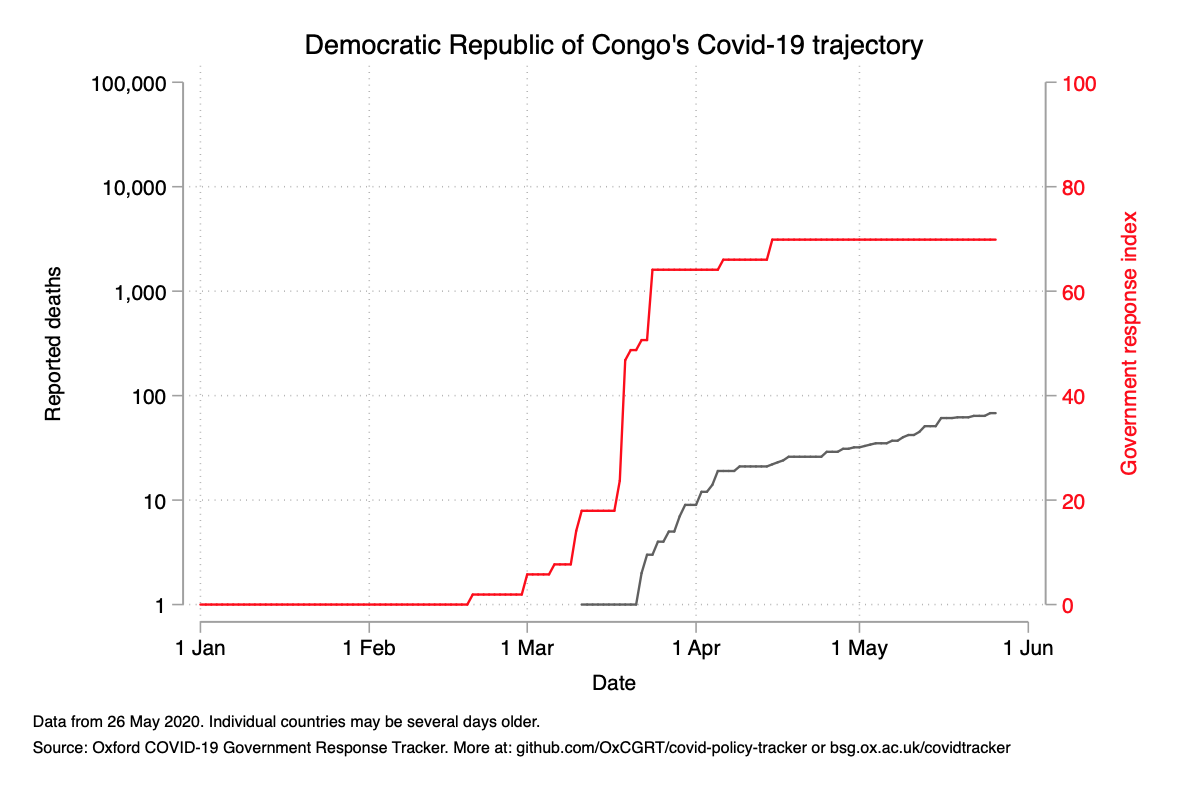 Democratic Republic of Congo's Covid-19 trajectory
100,000
10,000
1,000
100
10
1
Reported deaths
100
80
60
40
20
0
Government response index
1 Jan
1 Feb
1 Mar
1 Apr
1 May
1 Jun
Date
Data from 26 May 2020. Individual countries may be several days older.
Source: Oxford COVID-19 Government Response Tracker. More at: github.com/OxCGRT/covid-policy-tracker or bsg.ox.ac.uk/covidtracker